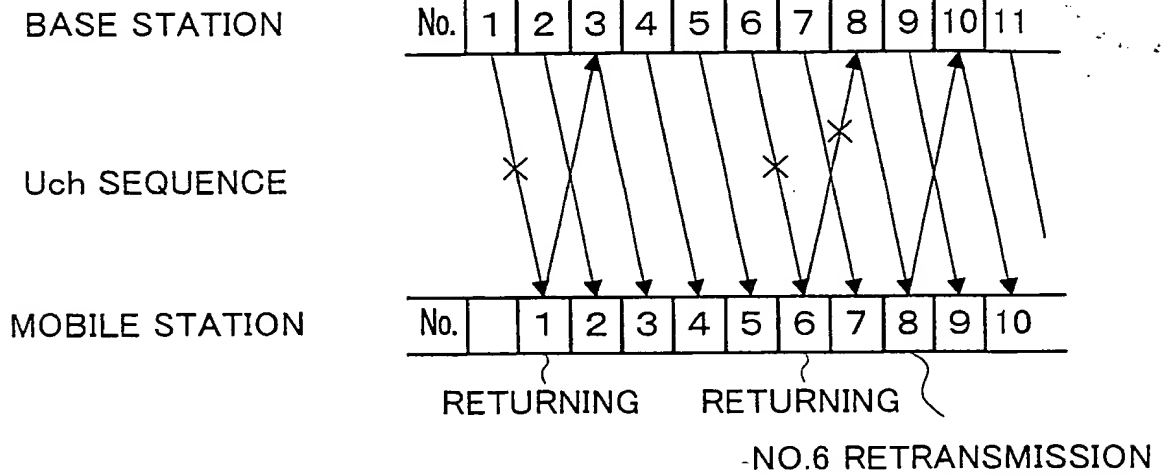 BASE STATION No. 1 2 3 4 5 6 7 8 9 10 11
Uch SEQUENCE
MOBILE STATION No. 1 2 3 4 5 6 7 8 9 10
RETURNING RETURNING
-NO.6 RETRANSMISSION